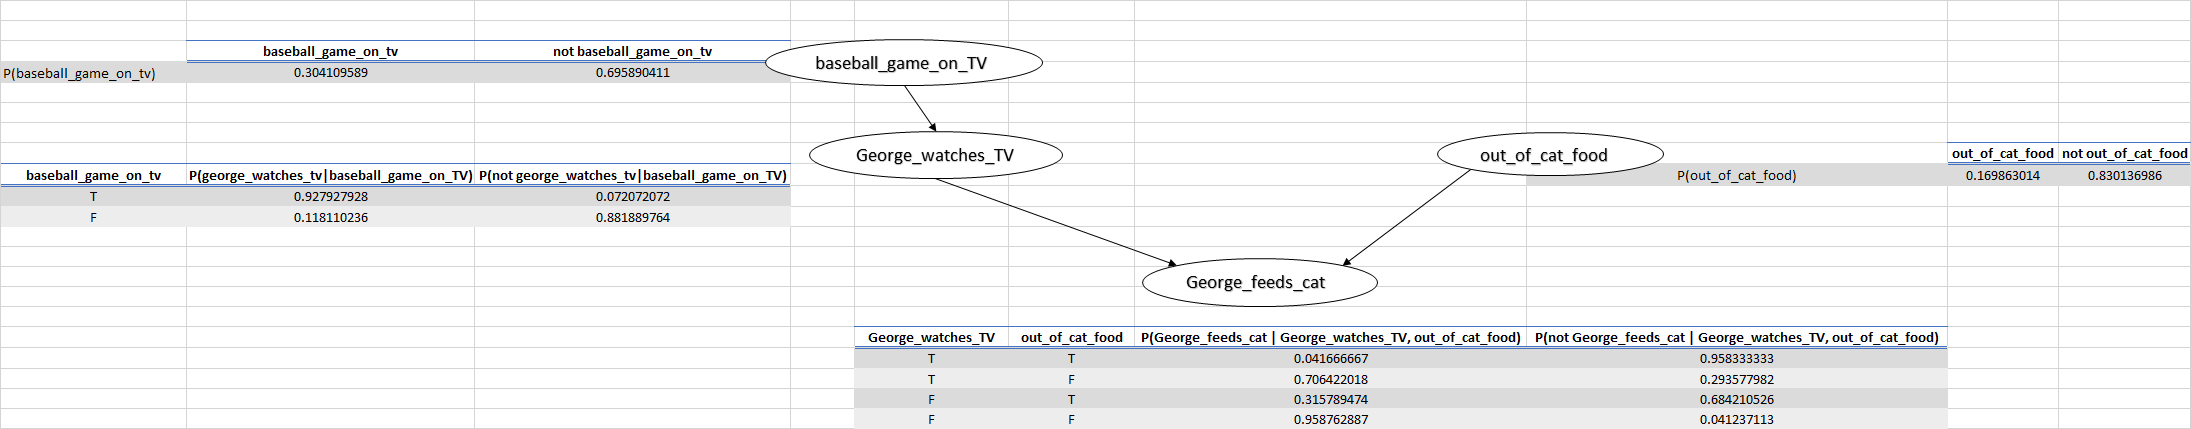 baseball_game_on_tv not baseball_game_on_tv
P(baseball_game_on_tv) 0.304109589 0.695890411
baseball_game_on_TV
George_watches_TV
out_of_cat_food
out_of_cat_food not out_of_cat_food
P(out_of_cat_food) 0.169863014 0.830136986
baseball_game_on_tv P(george_watches_tv|baseball_game_on_TV) P(not george_watches_tv|baseball_game_on_TV)
T 0.927927928 0.072072072
F 0.118110236 0.881889764
George_feeds_cat
George_watches_TV out_of_cat_food P(George_feeds_cat | George_watches_TV, out_of_cat_food) P(not George_feeds_cat | George_watches_TV, out_of_cat_food)
T T 0.041666667 0.958333333
T F 0.706422018 0.293577982
F T 0.315789474 0.684210526
F F 0.958762887 0.041237113